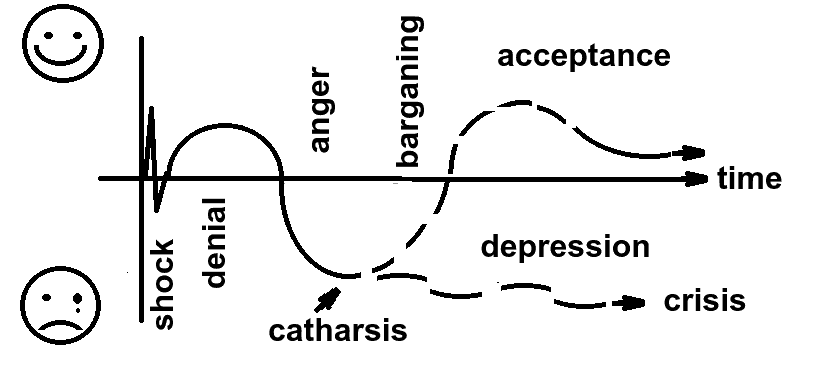 shock
denial
anger
barganing
acceptance
time
catharsis
depression
crisis